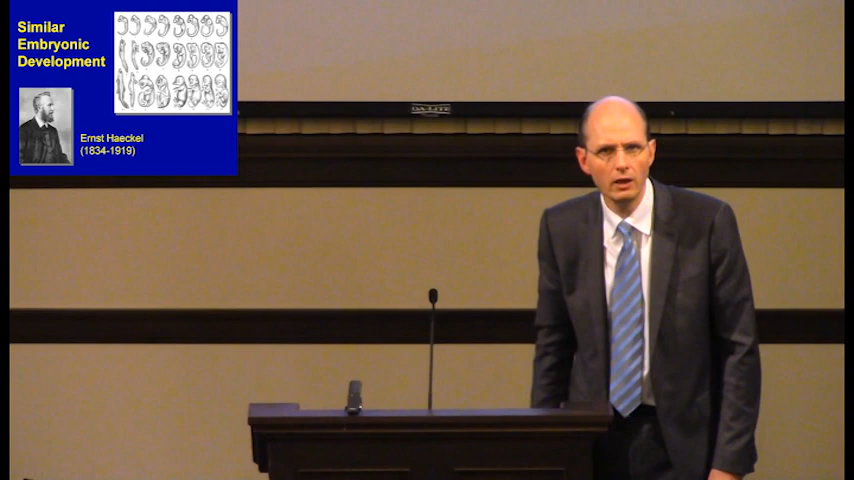 Similar
Embryonic
Development
Ernst Haeckel
(1834-1919)
DA-LITE